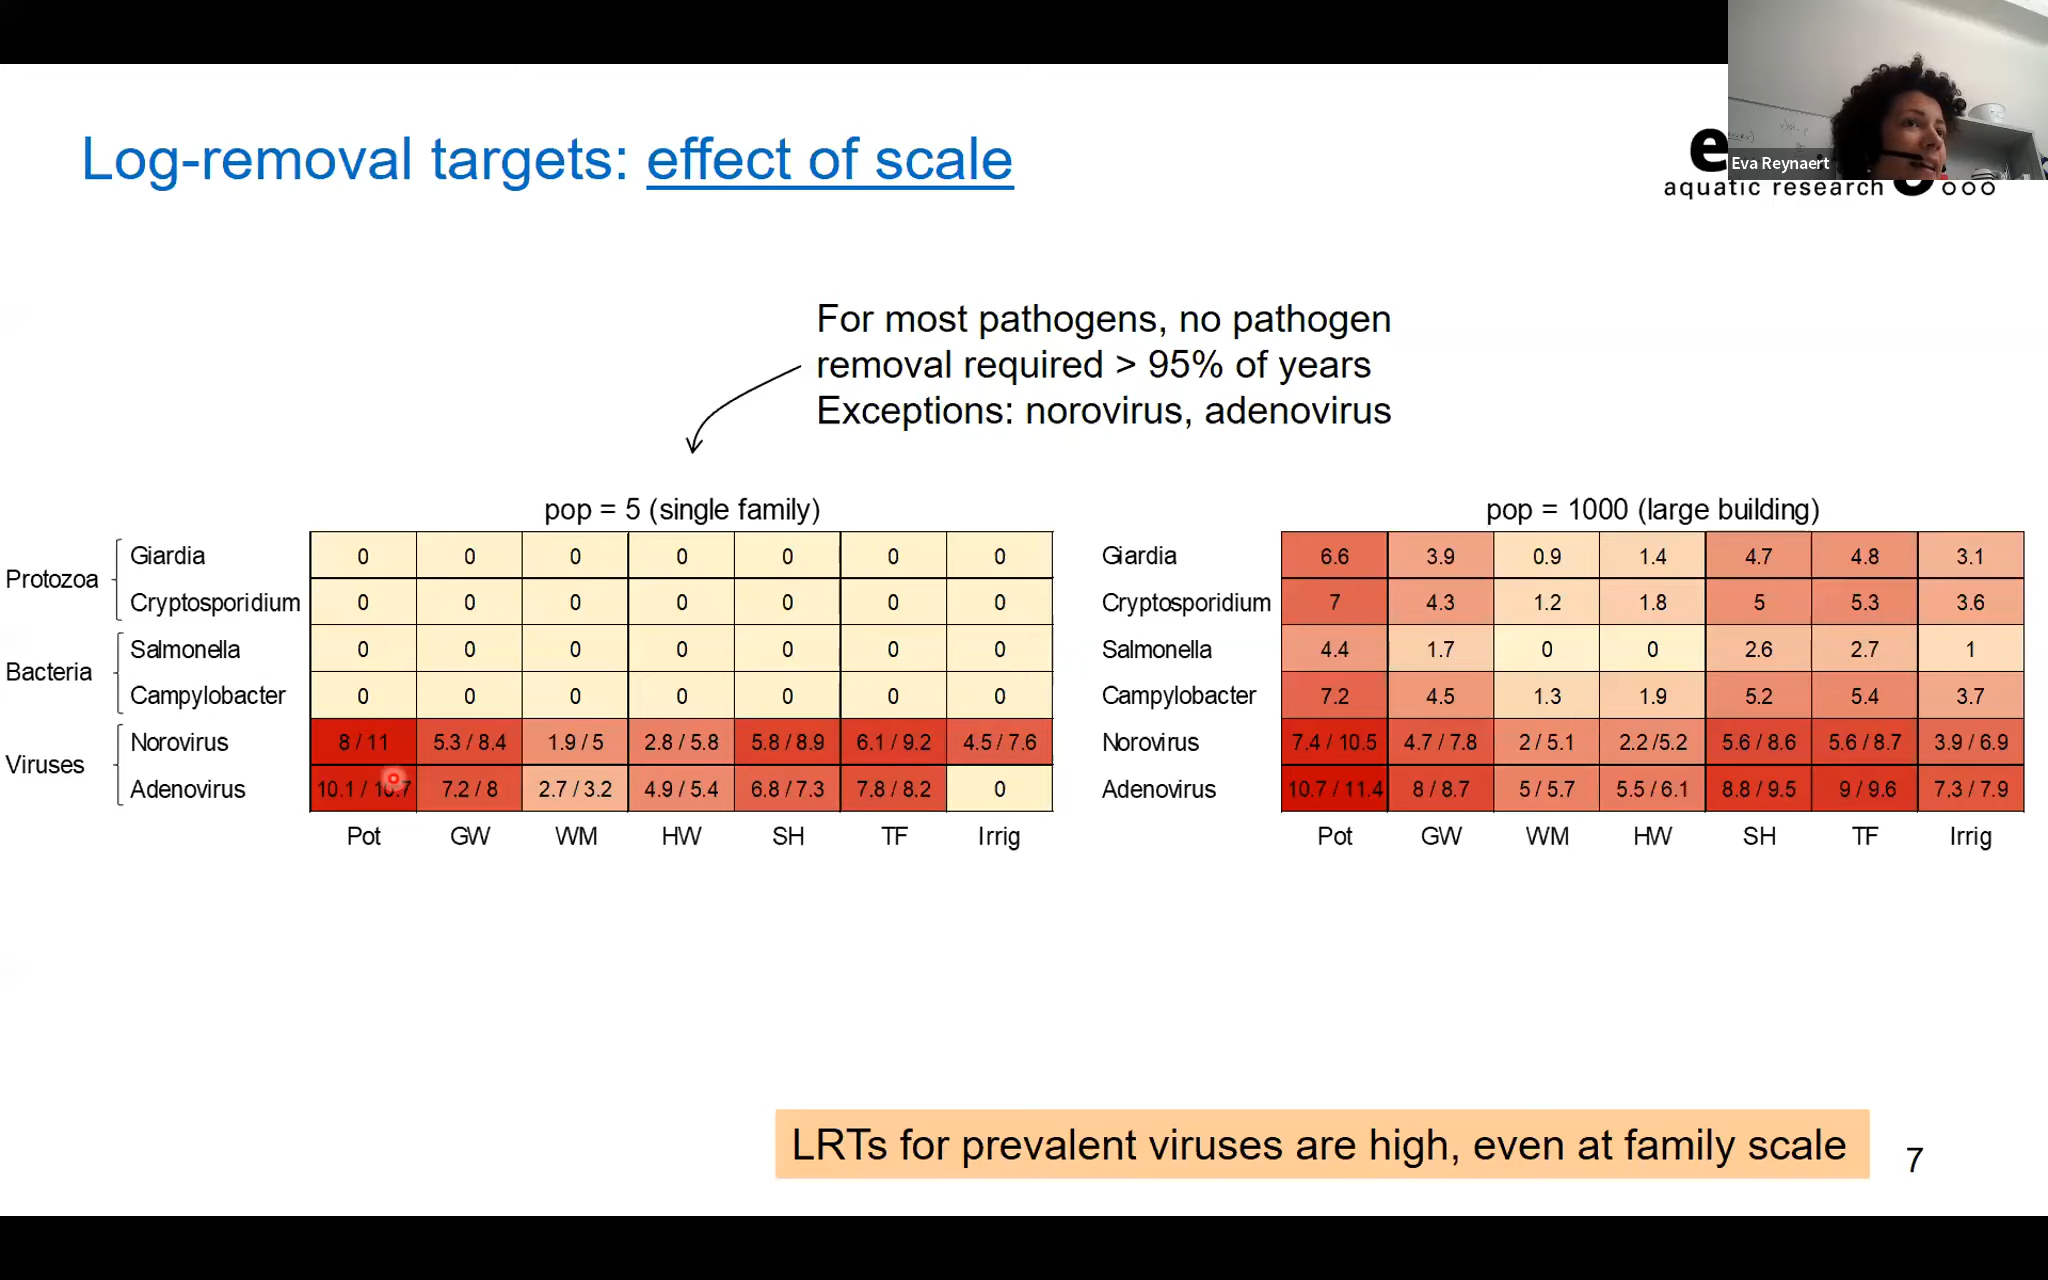 Eva Reynaert
e
aquatic research
Log-removal targets: effect of scale
For most pathogens, no pathogen
removal required > 95% of years
Exceptions: norovirus, adenovirus
pop = 5 (single family)
Protozoa
Giardia 0 0 0 0 0 0 0
Cryptosporidium 0 0 0 0 0 0 0
Bacteria
Salmonella 0 0 0 0 0 0 0
Campylobacter 0 0 0 0 0 0 0
Viruses
Norovirus 8 / 11 5.3 / 8.4 1.9 / 5 2.8 / 5.8 5.8 / 8.9 6.1 / 9.2 4.5 / 7.6
Adenovirus 10.1 / 10.7 7.2 / 8 2.7 / 3.2 4.9 / 5.4 6.8 / 7.3 7.8 / 8.2 0
Pot GW WM HW SH TF Irrig
pop = 1000 (large building)
Giardia 6.6 3.9 0.9 1.4 4.7 4.8 3.1
Cryptosporidium 7 4.3 1.2 1.8 5 5.3 3.6
Salmonella 4.4 1.7 0 0 2.6 2.7 1
Campylobacter 7.2 4.5 1.3 1.9 5.2 5.4 3.7
Norovirus 7.4 / 10.5 4.7 / 7.8 2 / 5.1 2.2 /5.2 5.6 / 8.6 5.6 / 8.7 3.9 / 6.9
Adenovirus 10.7 / 11.4 8 / 8.7 5 / 5.7 5.5 / 6.1 8.8 / 9.5 9 / 9.6 7.3 / 7.9
Pot GW WM HW SH TF Irrig
LRTs for prevalent viruses are high, even at family scale
7